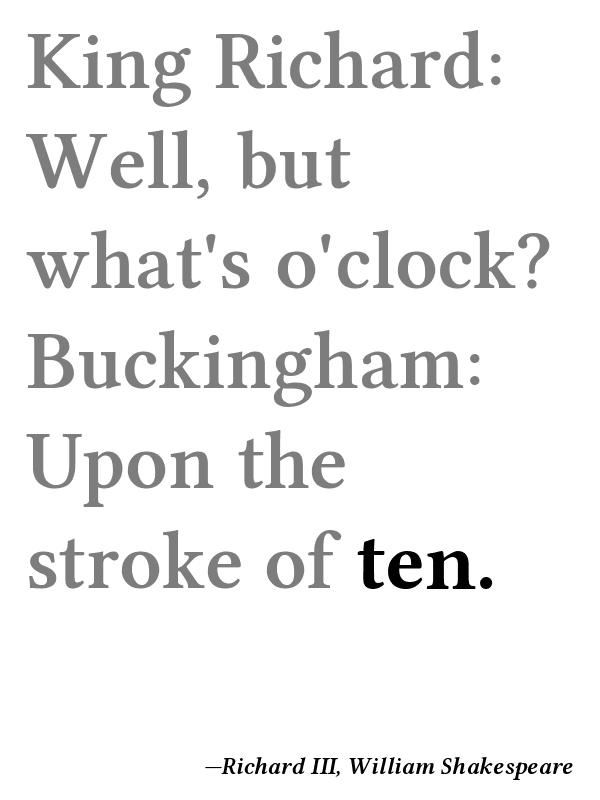 King Richard:
Well, but
what's o'clock?
Buckingham:
Upon the
stroke of ten.
—Richard III, William Shakespeare